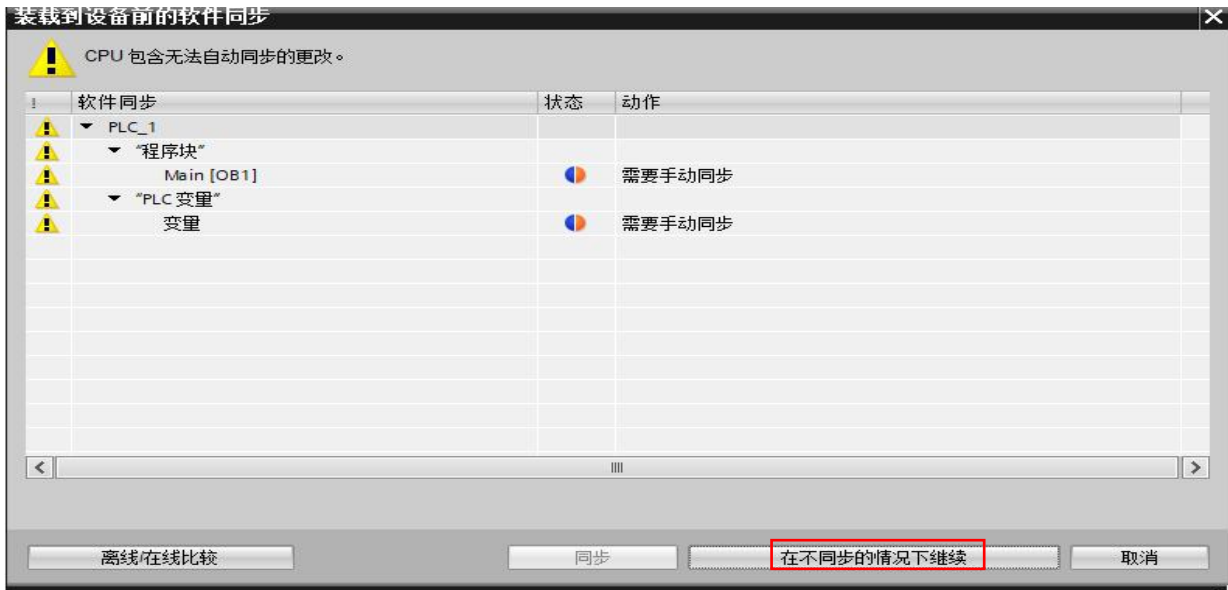 装载到设备前的软件同步
CPU 包含无法自动同步的更改。
! 软件同步 状态 动作
PLC_1
“程序块”
Main [OB1] 需要手动同步
“PLC 变量”
变量 需要手动同步
离线/在线比较 同步 在不同步的情况下继续 取消